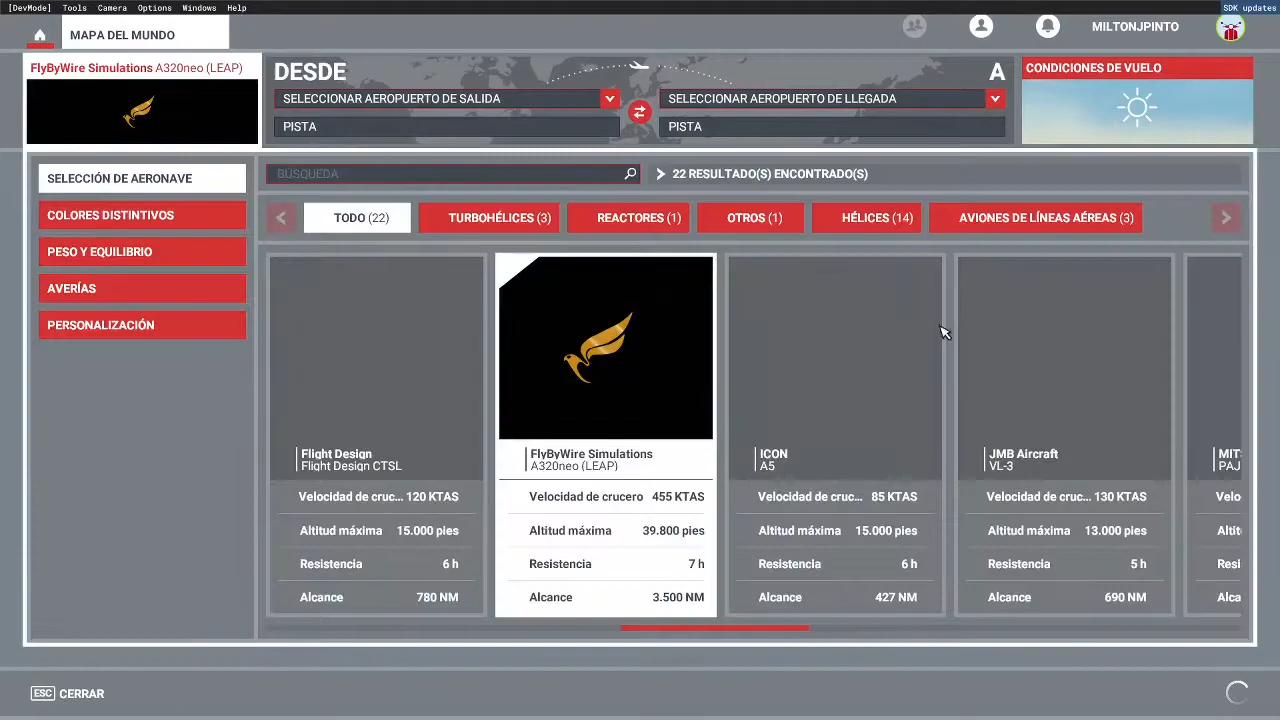 [DevMode] Tools Camera Options Windows Help
SDK updates
MAPA DEL MUNDO
MILTONJPINTO
FlyByWire Simulations A320neo (LEAP)
DESDE
A
SELECCIONAR AEROPUERTO DE SALIDA
SELECCIONAR AEROPUERTO DE LLEGADA
PISTA
PISTA
CONDICIONES DE VUELO
SELECCIÓN DE AERONAVE
COLORES DISTINTIVOS
PESO Y EQUILIBRIO
AVERÍAS
PERSONALIZACIÓN
BÚSQUEDA
22 RESULTADO(S) ENCONTRADO(S)
TODO (22)
TURBOHÉLICES (3)
REACTORES (1)
OTROS (1)
HÉLICES (14)
AVIONES DE LÍNEAS AÉREAS (3)
Flight Design
Flight Design CTSL
Velocidad de cruc... 120 KTAS
Altitud máxima 15.000 pies
Resistencia 6 h
Alcance 780 NM
FlyByWire Simulations
A320neo (LEAP)
Velocidad de crucero 455 KTAS
Altitud máxima 39.800 pies
Resistencia 7 h
Alcance 3.500 NM
ICON
A5
Velocidad de cruc... 85 KTAS
Altitud máxima 15.000 pies
Resistencia 6 h
Alcance 427 NM
JMB Aircraft
VL-3
Velocidad de cruc... 130 KTAS
Altitud máxima 13.000 pies
Resistencia 5 h
Alcance 690 NM
MITS
PAJ
Velo
Altit
Resi
Alca
ESC CERRAR